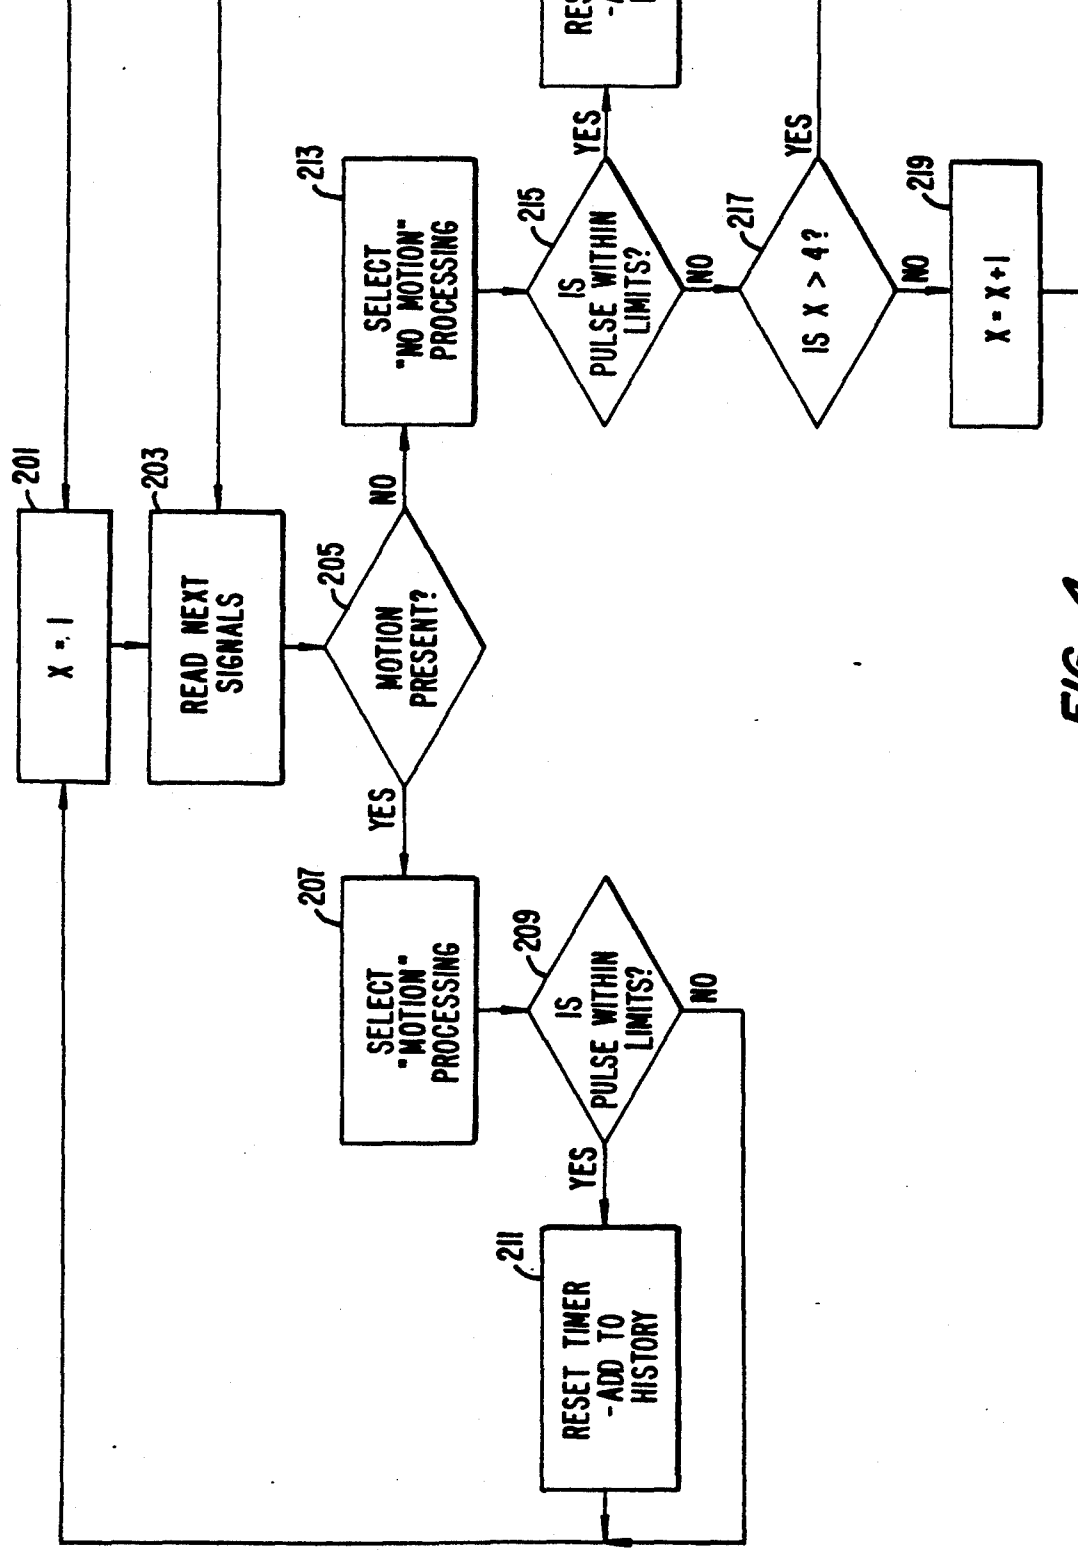 201
X = 1
203
READ NEXT
SIGNALS
205
MOTION
PRESENT?
YES
NO
207
SELECT
"MOTION"
PROCESSING
209
IS
PULSE WITHIN
LIMITS?
YES
NO
211
RESET TIMER
-ADD TO
HISTORY
213
SELECT
"NO MOTION"
PROCESSING
215
IS
PULSE WITHIN
LIMITS?
YES
NO
217
IS X > 4?
YES
NO
219
X = X+1